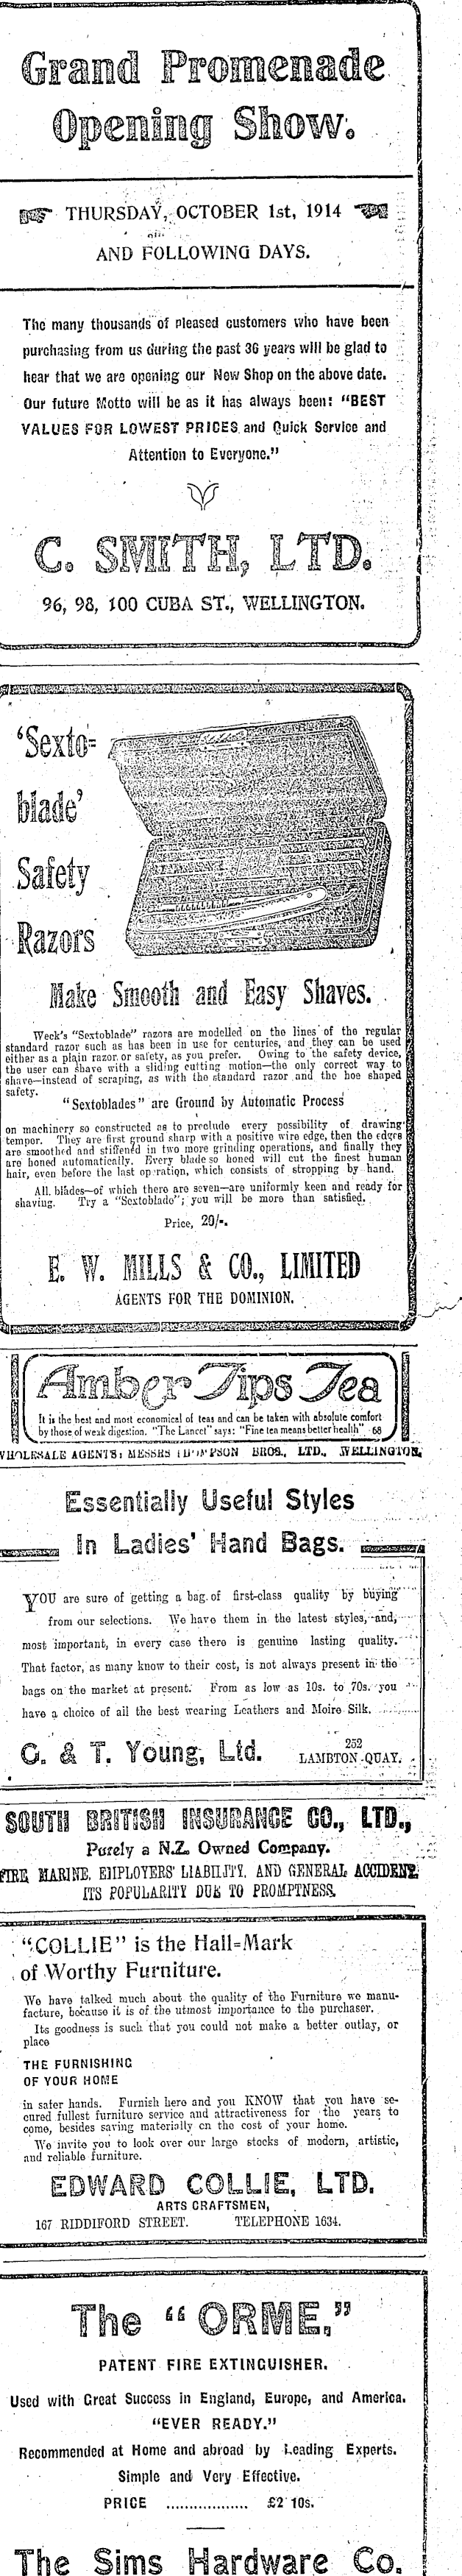 Grand Promenade
Opening Show.
THURSDAY, OCTOBER 1st, 1914
AND FOLLOWING DAYS.
The many thousands of pleased customers who have been
purchasing from us during the past 36 years will be glad to
hear that we are opening our New Shop on the above date.
Our future Motto will be as it has always been: "BEST
VALUES FOR LOWEST PRICES and Quick Service and
Attention to Everyone."
C. SMITH, LTD.
96, 98, 100 CUBA ST., WELLINGTON.
'Sexto=
blade'
Safety
Razors
Make Smooth and Easy Shaves.
Weck's "Sextoblade" razors are modelled on the lines of the regular
standard razor such as has been in use for centuries, and they can be used
either as a plain razor or safety, as you prefer. Owing to the safety device,
the user can shave with a sliding cutting motion—the only correct way to
shave—instead of scraping, as with the standard razor and the hoe shaped
safety.
"Sextoblades" are Ground by Automatic Process
on machinery so constructed as to preclude every possibility of drawing
temper. They are first ground sharp with a positive wire edge, then the edges
are smoothed and stiffened in two more grinding operations, and finally they
are honed automatically. Every blade so honed will cut the finest human
hair, even before the last operation, which consists of stropping by hand.
All blades—of which there are seven—are uniformly keen and ready for
shaving. Try a "Sextoblade"; you will be more than satisfied.
Price, 20/-.
E. W. MILLS & CO., LIMITED
AGENTS FOR THE DOMINION.
Amber Tips Tea
It is the best and most economical of teas and can be taken with absolute comfort
by those of weak digestion. "The Lancet" says: "Fine tea means better health" 68
WHOLESALE AGENTS: MESSRS BROS., LTD., WELLINGTON.
Essentially Useful Styles
In Ladies' Hand Bags.
YOU are sure of getting a bag of first-class quality by buying
from our selections. We have them in the latest styles, and,
most important, in every case there is genuine lasting quality.
That factor, as many know to their cost, is not always present in the
bags on the market at present. From as low as 10s. to 70s. you
have a choice of all the best wearing Leathers and Moire Silk.
G. & T. Young, Ltd.
252
LAMBTON QUAY.
SOUTH BRITISH INSURANCE CO., LTD.,
Purely a N.Z. Owned Company.
FIRE, MARINE, EMPLOYERS' LIABILITY, AND GENERAL ACCIDENT.
ITS POPULARITY DUE TO PROMPTNESS.
"COLLIE" is the Hall=Mark
of Worthy Furniture.
We have talked much about the quality of the Furniture we manu-
facture, because it is of the utmost importance to the purchaser.
Its goodness is such that you could not make a better outlay, or
place
THE FURNISHING
OF YOUR HOME
in safer hands. Furnish here and you KNOW that you have se-
cured fullest furniture service and attractiveness for the years to
come, besides saving materially on the cost of your home.
We invite you to look over our large stocks of modern, artistic,
and reliable furniture.
EDWARD COLLIE, LTD.
ARTS CRAFTSMEN,
167 RIDDIFORD STREET. TELEPHONE 1634.
The "ORME,"
PATENT FIRE EXTINGUISHER.
Used with Great Success in England, Europe, and America.
"EVER READY."
Recommended at Home and abroad by Leading Experts.
Simple and Very Effective.
PRICE .................. £2 10s.
The Sims Hardware Co.